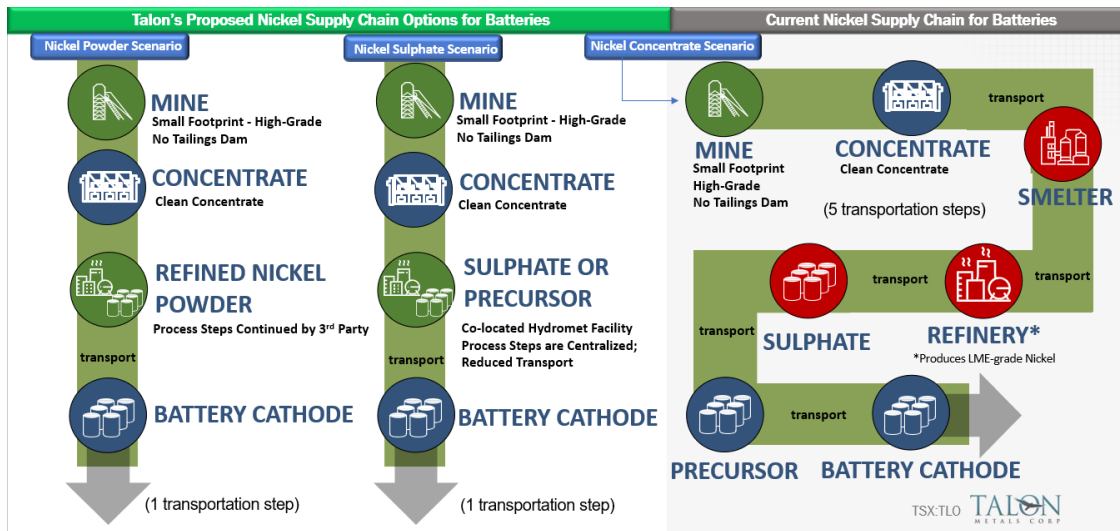 Talon's Proposed Nickel Supply Chain Options for Batteries
Current Nickel Supply Chain for Batteries
Nickel Powder Scenario
MINE
Small Footprint - High-Grade
No Tailings Dam
CONCENTRATE
Clean Concentrate
REFINED NICKEL
POWDER
Process Steps Continued by 3rd Party
transport
BATTERY CATHODE
(1 transportation step)
Nickel Sulphate Scenario
MINE
Small Footprint - High-Grade
No Tailings Dam
CONCENTRATE
Clean Concentrate
SULPHATE OR
PRECURSOR
Co-located Hydromet Facility
Process Steps are Centralized;
Reduced Transport
transport
BATTERY CATHODE
(1 transportation step)
Nickel Concentrate Scenario
MINE
Small Footprint
High-Grade
No Tailings Dam
CONCENTRATE
Clean Concentrate
transport
(5 transportation steps)
SMELTER
transport
REFINERY*
*Produces LME-grade Nickel
transport
SULPHATE
transport
PRECURSOR
transport
BATTERY CATHODE
TSX:TLO
TALON
METALS CORP